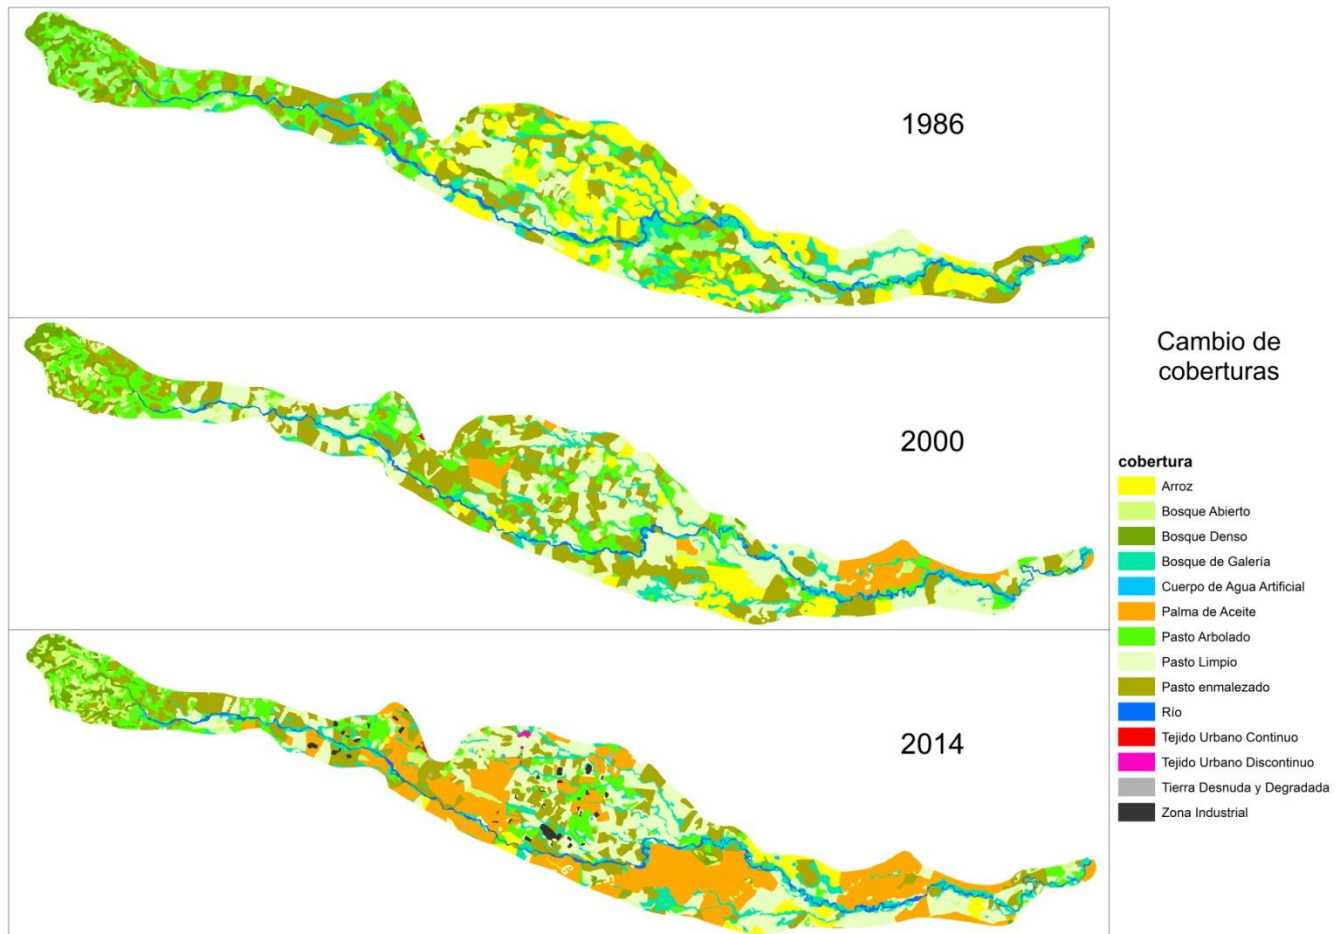 1986
2000
2014
Cambio de
coberturas
cobertura
Arroz
Bosque Abierto
Bosque Denso
Bosque de Galería
Cuerpo de Agua Artificial
Palma de Aceite
Pasto Arbolado
Pasto Limpio
Pasto enmalezado
Río
Tejido Urbano Continuo
Tejido Urbano Discontinuo
Tierra Desnuda y Degradada
Zona Industrial